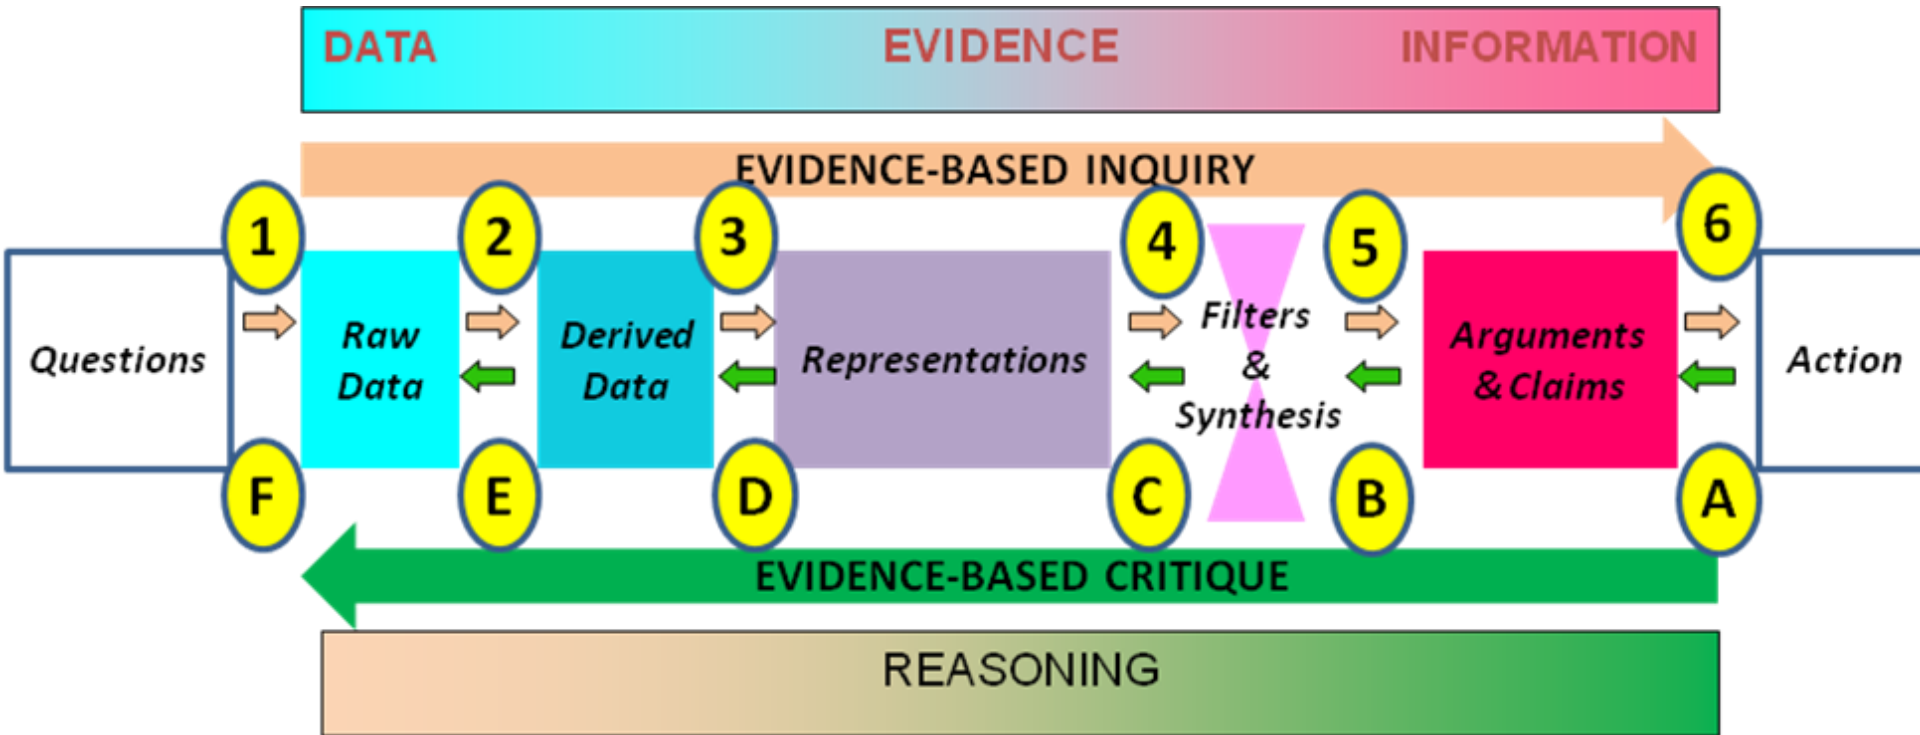 DATA EVIDENCE INFORMATION
EVIDENCE-BASED INQUIRY
1 2 3 4 5 6
Questions
Raw
Data
Derived
Data
Representations
Filters
&
Synthesis
Arguments
& Claims
Action
F E D C B A
EVIDENCE-BASED CRITIQUE
REASONING